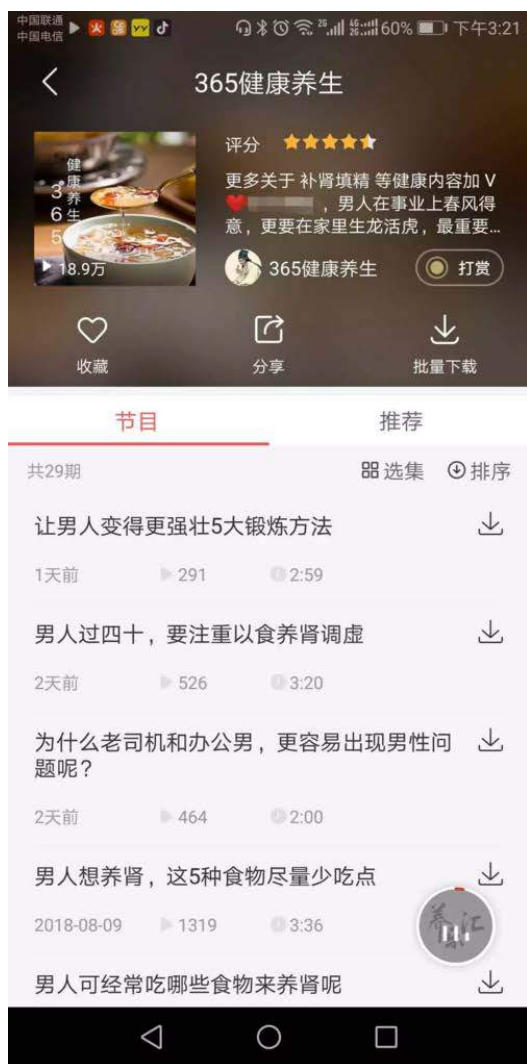 中国联通
中国电信
60%
下午3:21
365健康养生
健康养生
365
18.9万
评分
更多关于 补肾填精 等健康内容加 V
，男人在事业上春风得
意，更要在家里生龙活虎，最重要...
365健康养生
打赏
收藏
分享
批量下载
节目
推荐
共29期
选集
排序
让男人变得更强壮5大锻炼方法
1天前
291
2:59
男人过四十，要注重以食养肾调虚
2天前
526
3:20
为什么老司机和办公男，更容易出现男性问
题呢？
2天前
464
2:00
男人想养肾，这5种食物尽量少吃点
2018-08-09
1319
3:36
男人可经常吃哪些食物来养肾呢